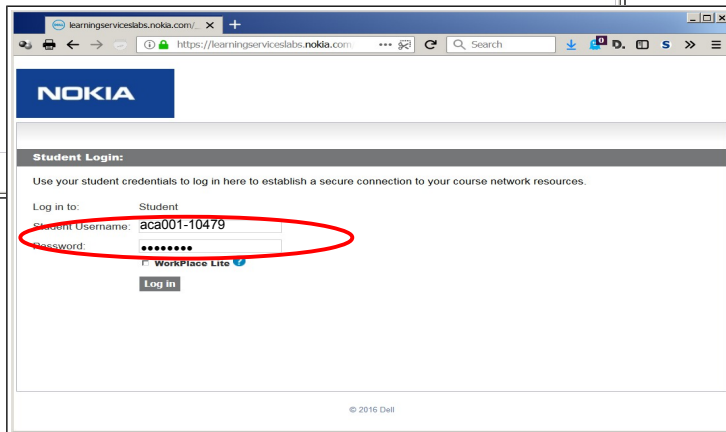 learningserviceslabs.nokia.com/_
https://learningserviceslabs.nokia.com
Search
0
D.
S
NOKIA
Student Login:
Use your student credentials to log in here to establish a secure connection to your course network resources.
Log in to: Student
Student Username: aca001-10479
Password: ••••••••
WorkPlace Lite ?
Log in
© 2016 Dell